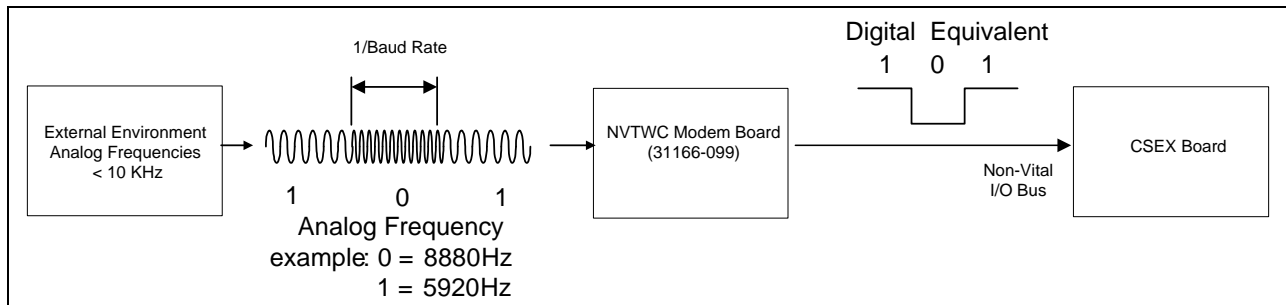 1/Baud Rate
External Environment
Analog Frequencies
< 10 KHz
1 0 1
Analog Frequency
example: 0 = 8880Hz
1 = 5920Hz
NVTWC Modem Board
(31166-099)
Digital Equivalent
1 0 1
Non-Vital
I/O Bus
CSEX Board